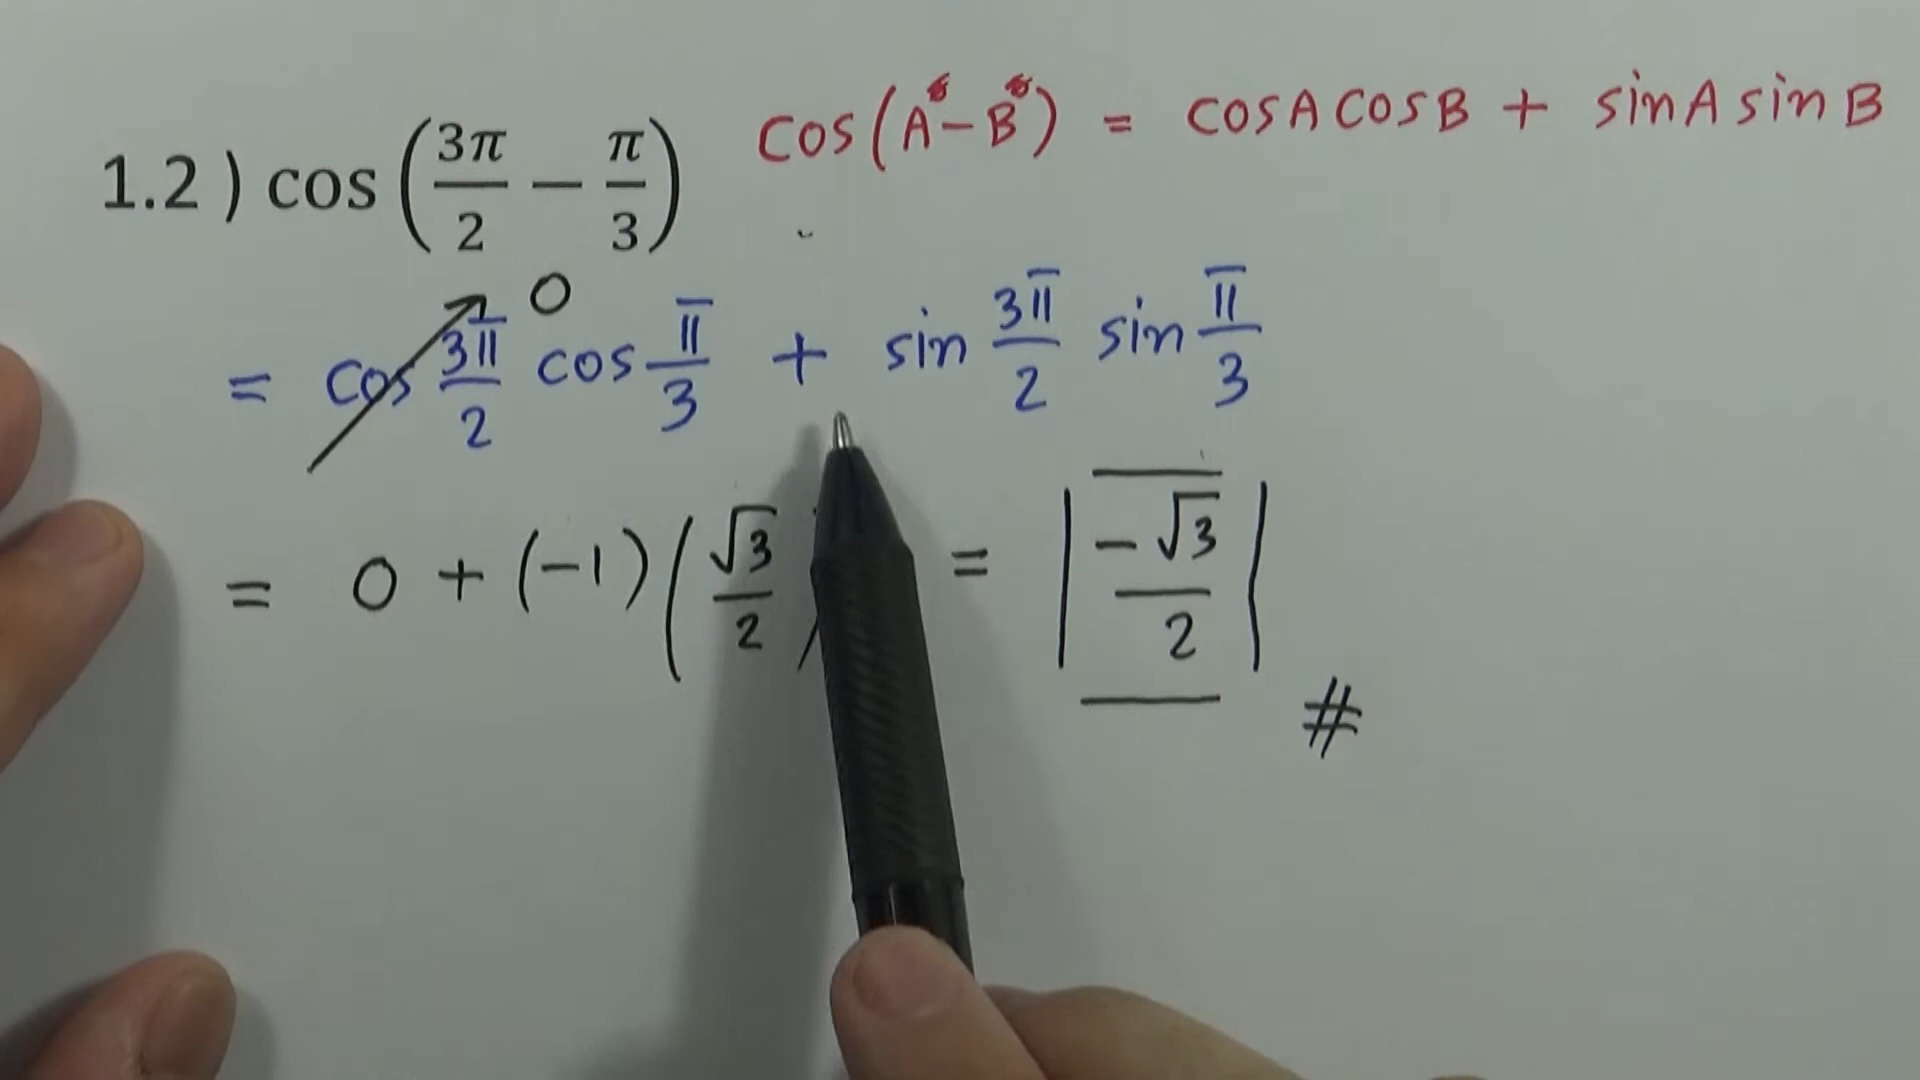 1.2 ) cos(3π/2 − π/3) cos(A − B) = cosAcosB + sinAsinB
0
= cos 3π/2 cos π/3 + sin 3π/2 sin π/3
= 0 + (-1)(√3/2) = -√3/2
#